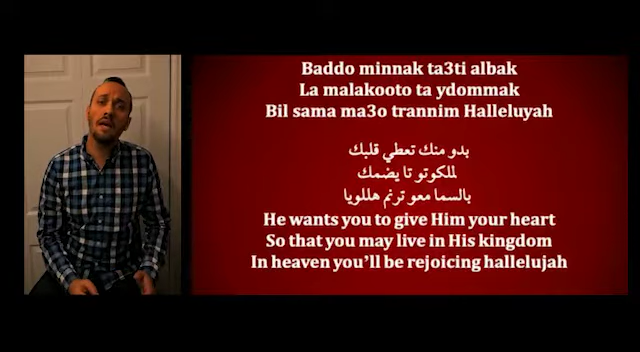 Baddo minnak ta3ti albak
La malakooto ta ydommak
Bil sama ma3o trannim Halleluyah
بدو منك تعطي قلبك
لملكوتو تا يضمك
بالسما معو ترنم هللويا
He wants you to give Him your heart
So that you may live in His kingdom
In heaven you'll be rejoicing hallelujah